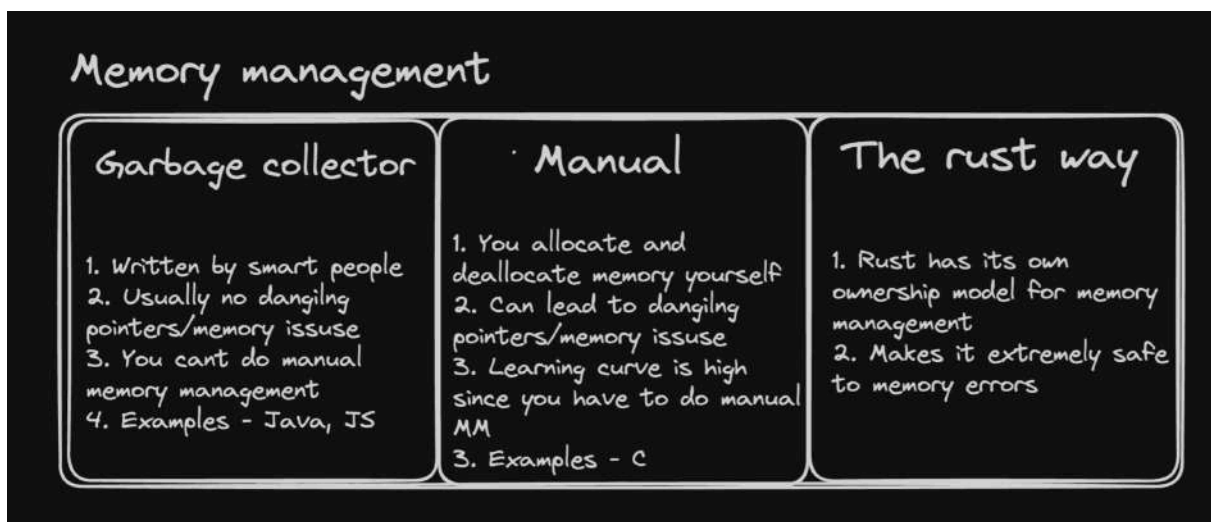 Memory management
Garbage collector
1. Written by smart people
2. Usually no dangilng
pointers/memory issuse
3. You cant do manual
memory management
4. Examples - Java, JS
Manual
1. You allocate and
deallocate memory yourself
2. Can lead to dangilng
pointers/memory issuse
3. Learning curve is high
since you have to do manual
MM
3. Examples - C
The rust way
1. Rust has its own
ownership model for memory
management
2. Makes it extremely safe
to memory errors